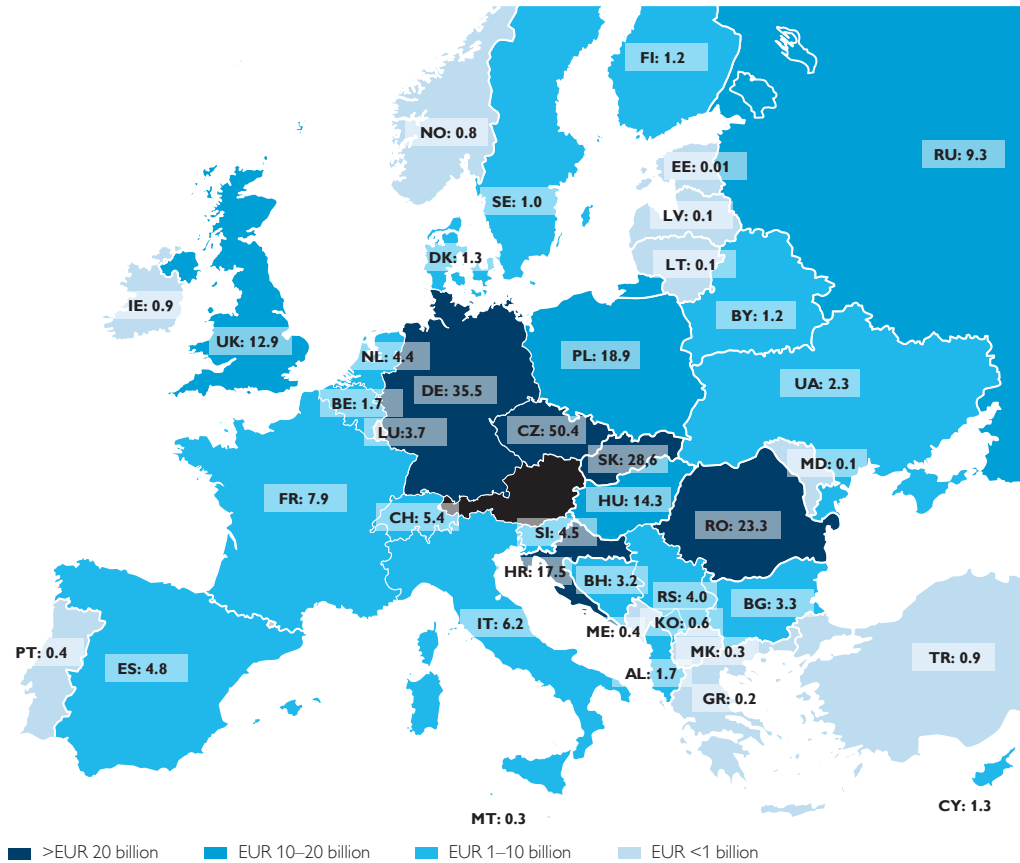 FI: 1.2
NO: 0.8
RU: 9.3
EE: 0.01
SE: 1.0
LV: 0.1
DK: 1.3
LT: 0.1
IE: 0.9
BY: 1.2
UK: 12.9
NL: 4.4
PL: 18.9
DE: 35.5
UA: 2.3
BE: 1.7
LU:3.7
CZ: 50.4
SK: 28,6
MD: 0.1
FR: 7.9
HU: 14.3
CH: 5.4
RO: 23.3
SI: 4.5
HR: 17.5
BH: 3.2
RS: 4.0
BG: 3.3
IT: 6.2
KO: 0.6
ME: 0.4
PT: 0.4
MK: 0.3
TR: 0.9
ES: 4.8
AL: 1.7
GR: 0.2
CY: 1.3
MT: 0.3
>EUR 20 billion EUR 10–20 billion EUR 1–10 billion EUR <1 billion